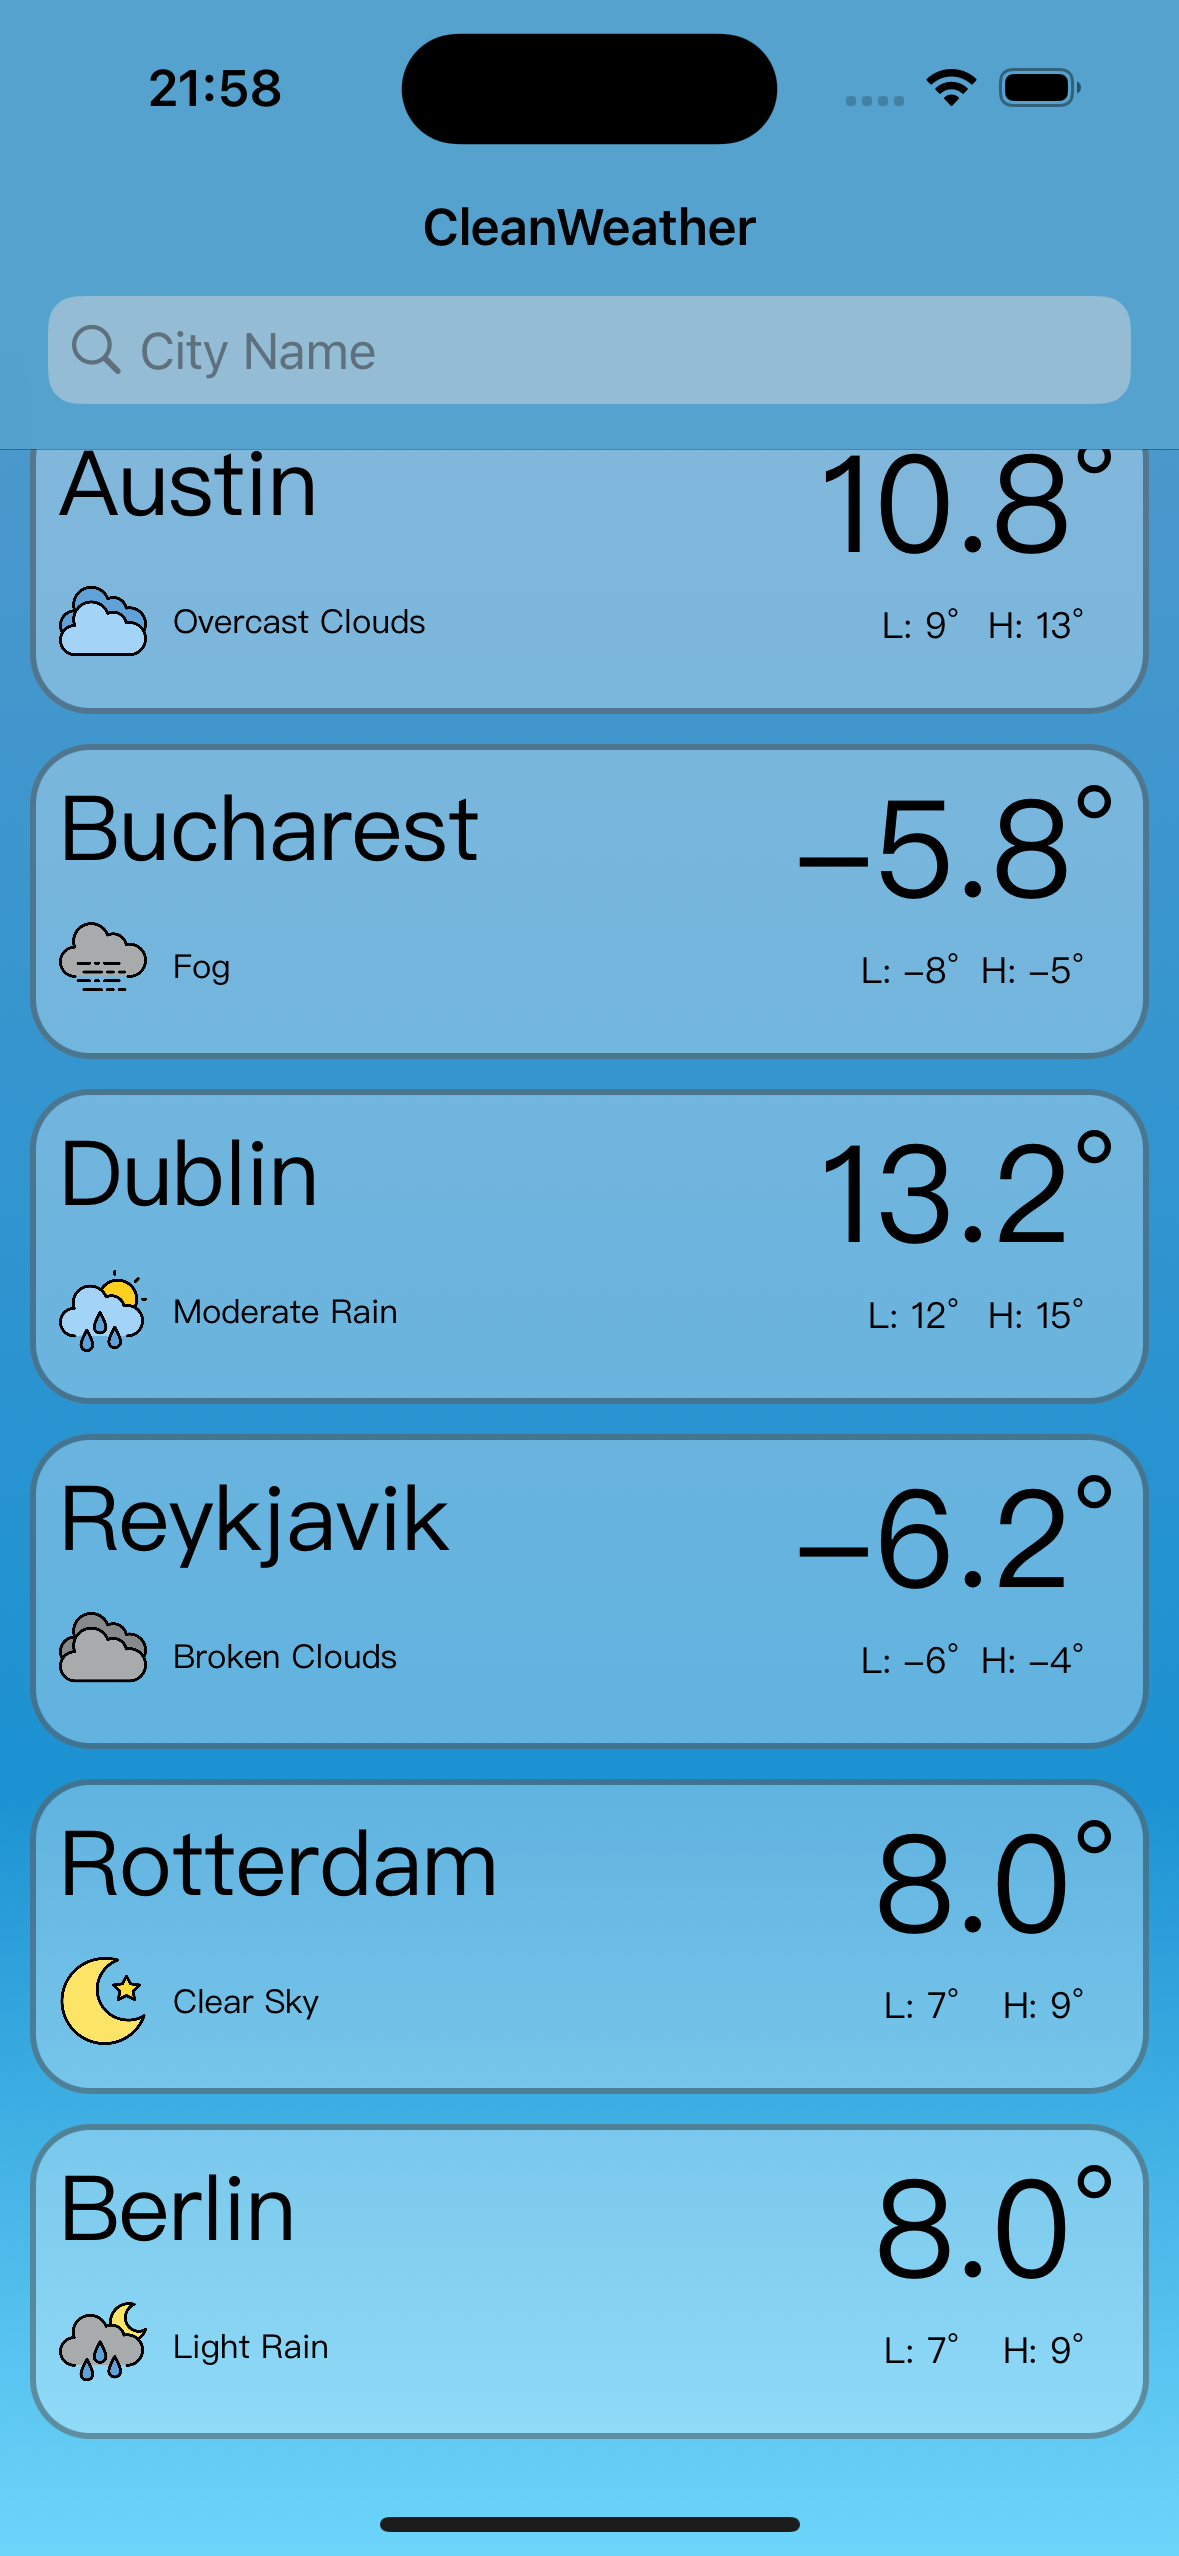 21:58
CleanWeather
City Name
Austin 10.8°
Overcast Clouds L: 9° H: 13°
Bucharest –5.8°
Fog L: –8° H: –5°
Dublin 13.2°
Moderate Rain L: 12° H: 15°
Reykjavik –6.2°
Broken Clouds L: –6° H: –4°
Rotterdam 8.0°
Clear Sky L: 7° H: 9°
Berlin 8.0°
Light Rain L: 7° H: 9°